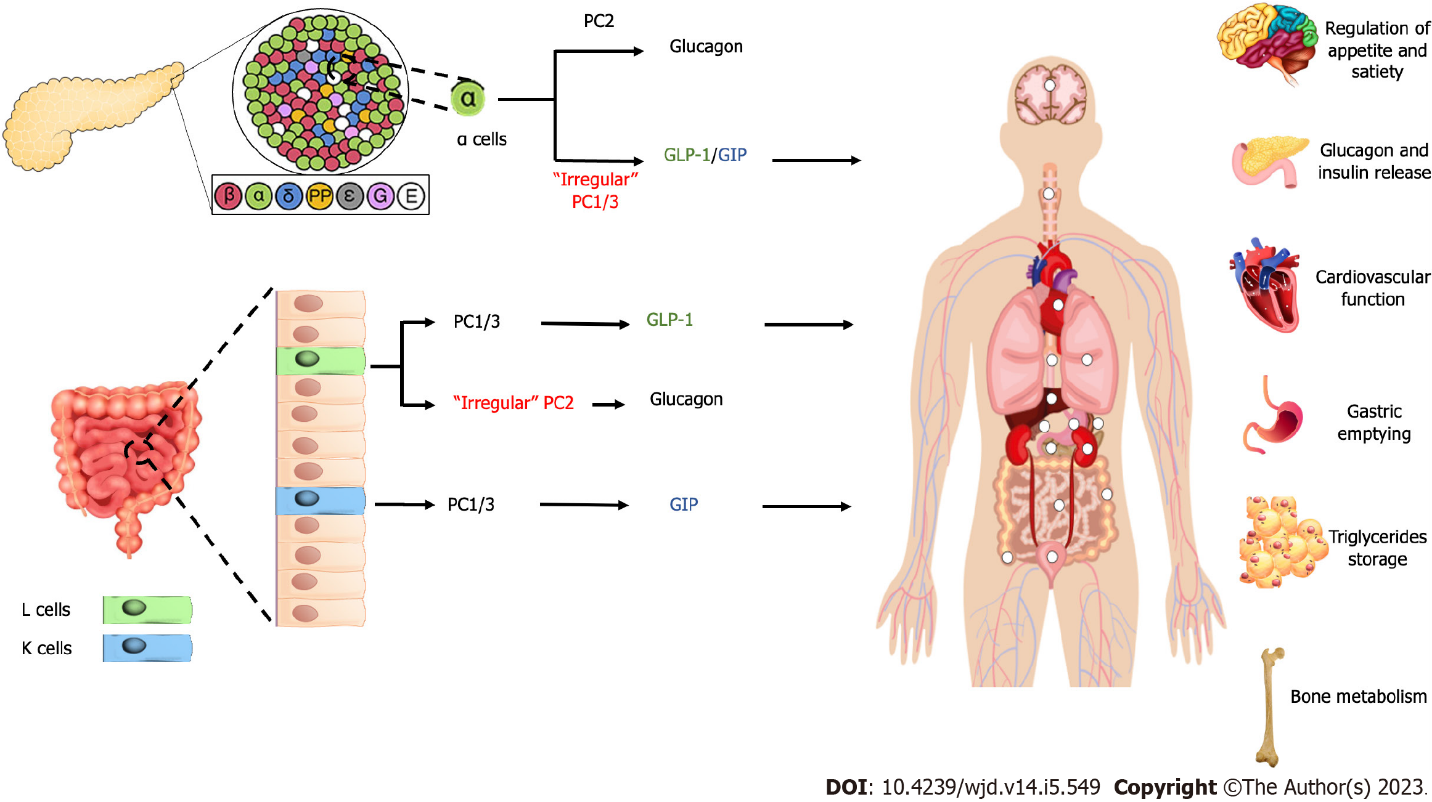 PC2
Glucagon
α
α cells
GLP-1/GIP
“Irregular”
PC1/3
β α δ PP ε G E
PC1/3
GLP-1
“Irregular” PC2
Glucagon
PC1/3
GIP
L cells
K cells
Regulation of
appetite and
satiety
Glucagon and
insulin release
Cardiovascular
function
Gastric
emptying
Triglycerides
storage
Bone metabolism
DOI: 10.4239/wjd.v14.i5.549 Copyright ©The Author(s) 2023.